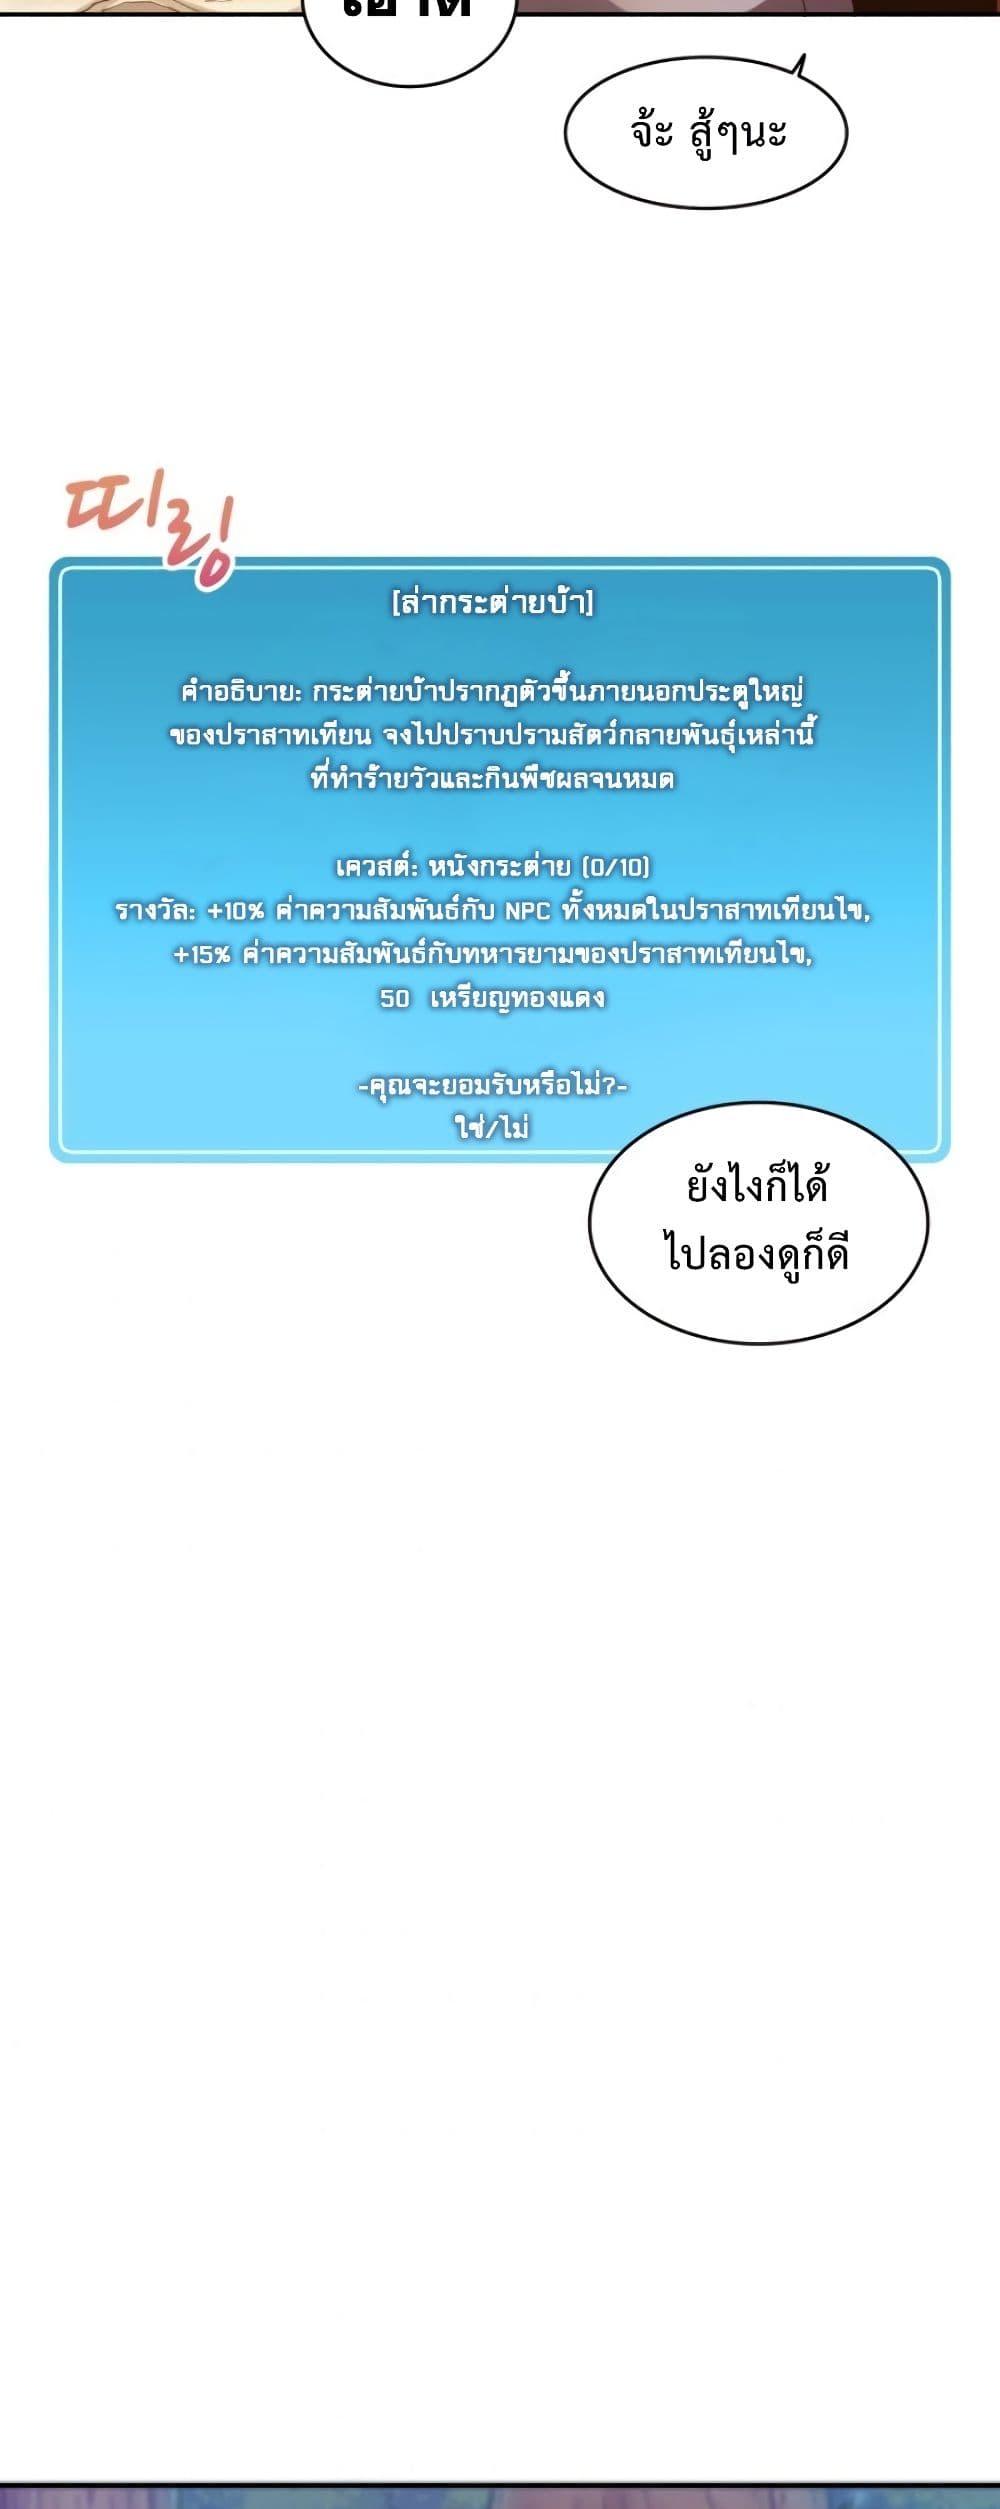 จ้ะ สู้ๆนะ
띠링
[ล่ากระต่ายบ้า]
คำอธิบาย: กระต่ายบ้าปรากฏตัวขึ้นภายนอกประตูใหญ่
ของปราสาทเทียน จงไปปราบปรามสัตว์กลายพันธุ์เหล่านี้
ที่ทำร้ายวัวและกินพืชผลจนหมด
เควสต์: หนังกระต่าย (0/10)
รางวัล: +10% ค่าความสัมพันธ์กับ NPC ทั้งหมดในปราสาทเทียนไข,
+15% ค่าความสัมพันธ์กับทหารยามของปราสาทเทียนไข,
50 เหรียญทองแดง
-คุณจะยอมรับหรือไม่?-
ใช่/ไม่
ยังไงก็ได้
ไปลองดูก็ดี